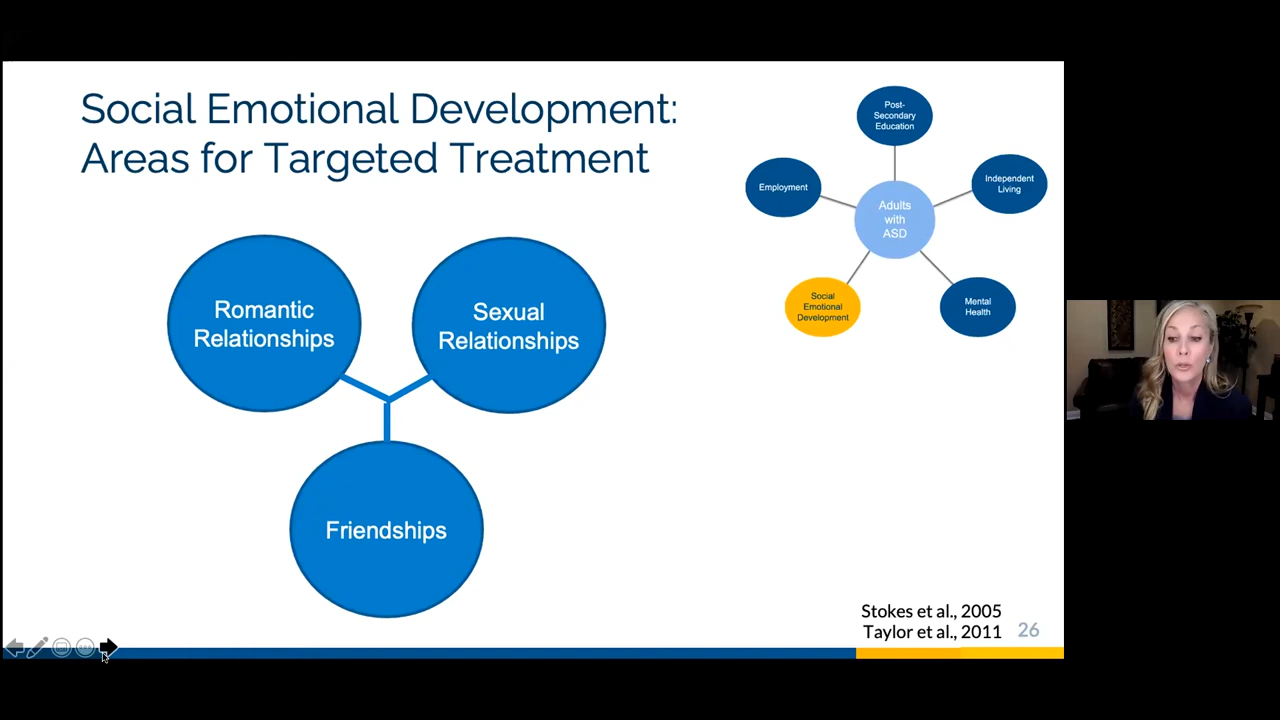 Social Emotional Development:
Areas for Targeted Treatment
Post-
Secondary
Education
Employment
Independent
Living
Adults
with
ASD
Social
Emotional
Development
Mental
Health
Romantic
Relationships
Sexual
Relationships
Friendships
Stokes et al., 2005
Taylor et al., 2011
26